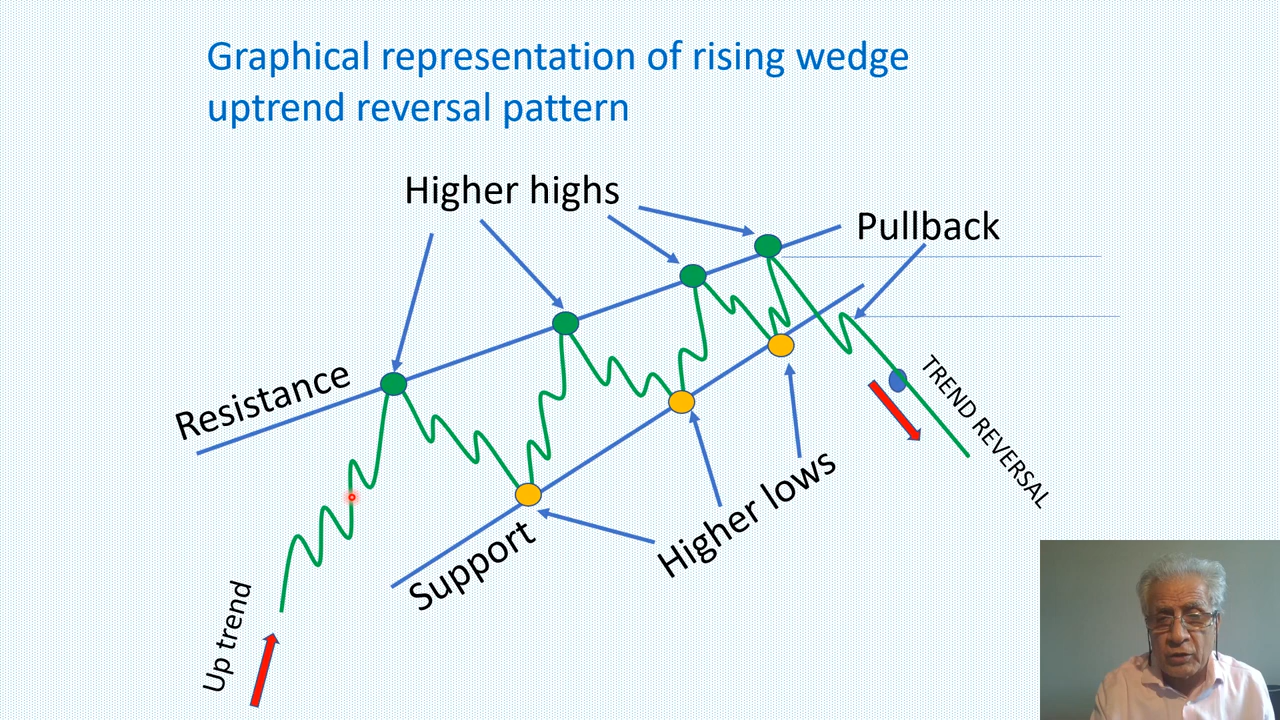 Graphical representation of rising wedge
uptrend reversal pattern
Higher highs
Pullback
Resistance
TREND REVERSAL
Higher lows
Support
Up trend